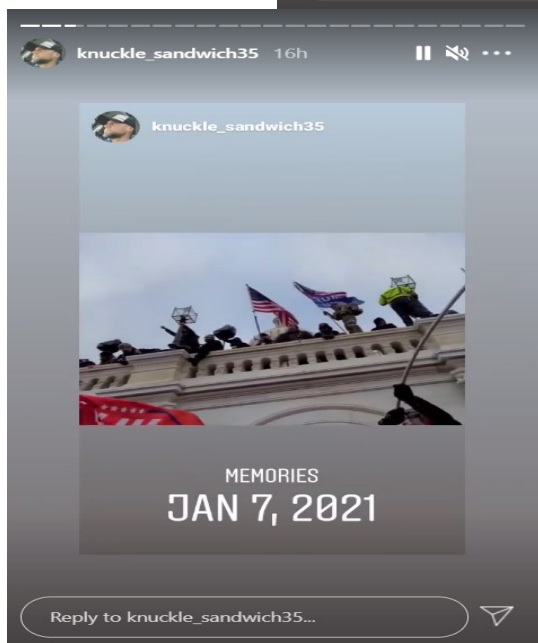 knuckle_sandwich35 16h
knuckle_sandwich35
MEMORIES
JAN 7, 2021
Reply to knuckle_sandwich35...